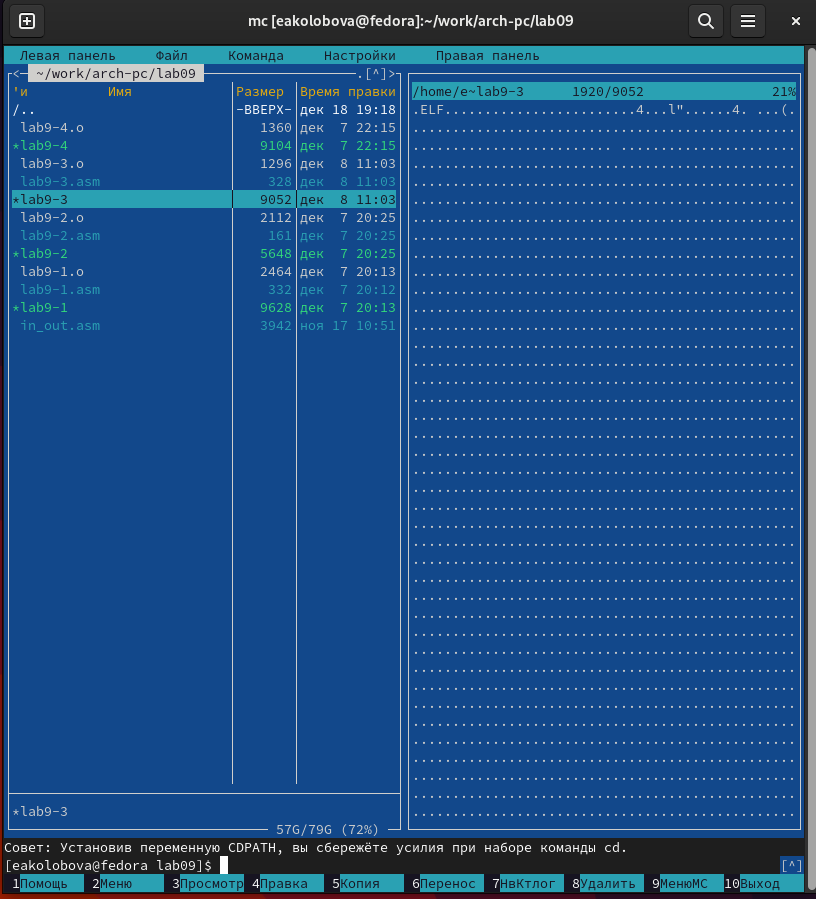 mc [eakolobova@fedora]:~/work/arch-pc/lab09
Левая панель Файл Команда Настройки Правая панель
<─ ~/work/arch-pc/lab09 .[^]>
'и Имя Размер Время правки
/.. -ВВЕРХ- дек 18 19:18
lab9-4.o 1360 дек 7 22:15
*lab9-4 9104 дек 7 22:15
lab9-3.o 1296 дек 8 11:03
lab9-3.asm 328 дек 8 11:03
*lab9-3 9052 дек 8 11:03
lab9-2.o 2112 дек 7 20:25
lab9-2.asm 161 дек 7 20:25
*lab9-2 5648 дек 7 20:25
lab9-1.o 2464 дек 7 20:13
lab9-1.asm 332 дек 7 20:12
*lab9-1 9628 дек 7 20:13
in_out.asm 3942 ноя 17 10:51
*lab9-3
57G/79G (72%)
/home/e~lab9-3 1920/9052 21%
.ELF........................4...l"......4. ...(.
Совет: Установив переменную CDPATH, вы сбережёте усилия при наборе команды cd.
[eakolobova@fedora lab09]$ [^]
1Помощь 2Меню 3Просмотр 4Правка 5Копия 6Перенос 7НвКтлог 8Удалить 9МенюМС 10Выход